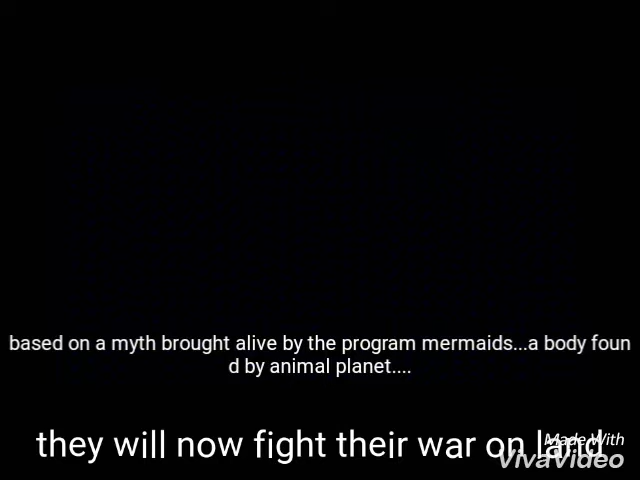 based on a myth brought alive by the program mermaids...a body foun
d by animal planet....
they will now fight their war on land
Made With
VivaVideo